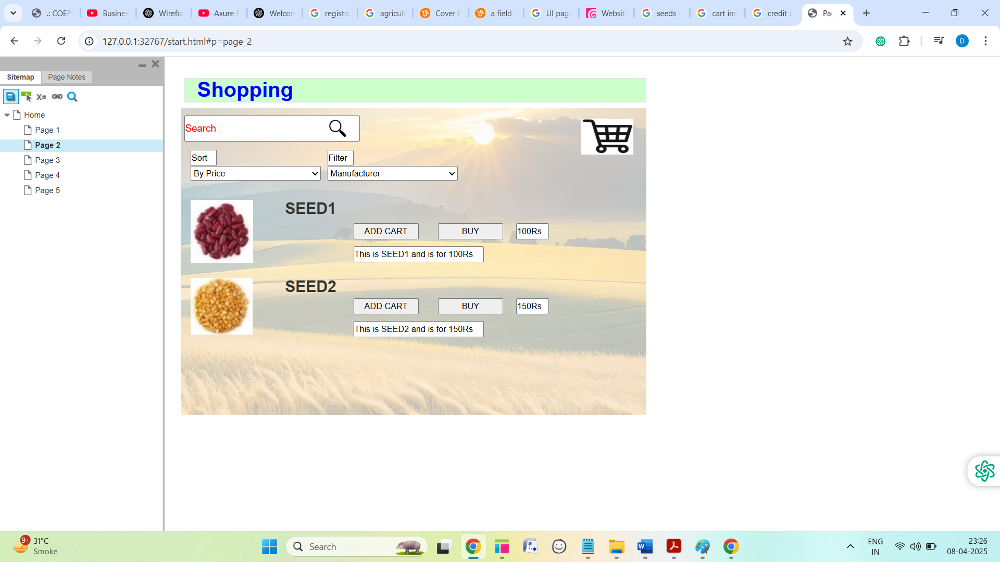 .: COEP
Busines
Wirefra
Axure R
Welcon
registra
agricult
Cover P
a field o
UI page
Website
seeds -
cart im
credit c
Pa
127.0.0.1:32767/start.html#p=page_2
D
Sitemap
Page Notes
X=
Home
Page 1
Page 2
Page 3
Page 4
Page 5
Shopping
Search
Sort
Filter
By Price
Manufacturer
SEED1
ADD CART
BUY
100Rs
This is SEED1 and is for 100Rs
SEED2
ADD CART
BUY
150Rs
This is SEED2 and is for 150Rs
9+
31°C
Smoke
Search
W
ENG
IN
23:26
08-04-2025